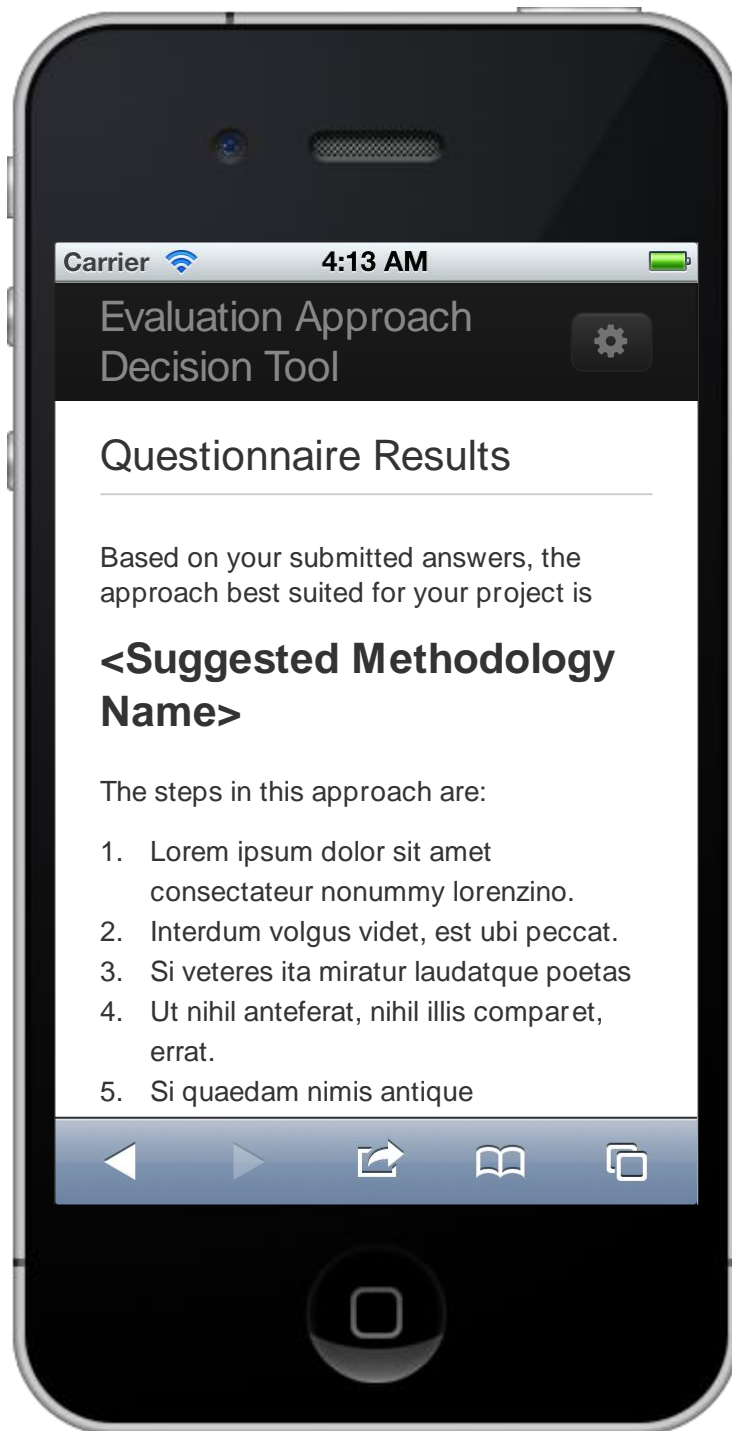 Carrier 4:13 AM
Evaluation Approach
Decision Tool
Questionnaire Results
Based on your submitted answers, the
approach best suited for your project is
<Suggested Methodology
Name>
The steps in this approach are:
1. Lorem ipsum dolor sit amet
consectateur nonummy lorenzino.
2. Interdum volgus videt, est ubi peccat.
3. Si veteres ita miratur laudatque poetas
4. Ut nihil anteferat, nihil illis comparet,
errat.
5. Si quaedam nimis antique